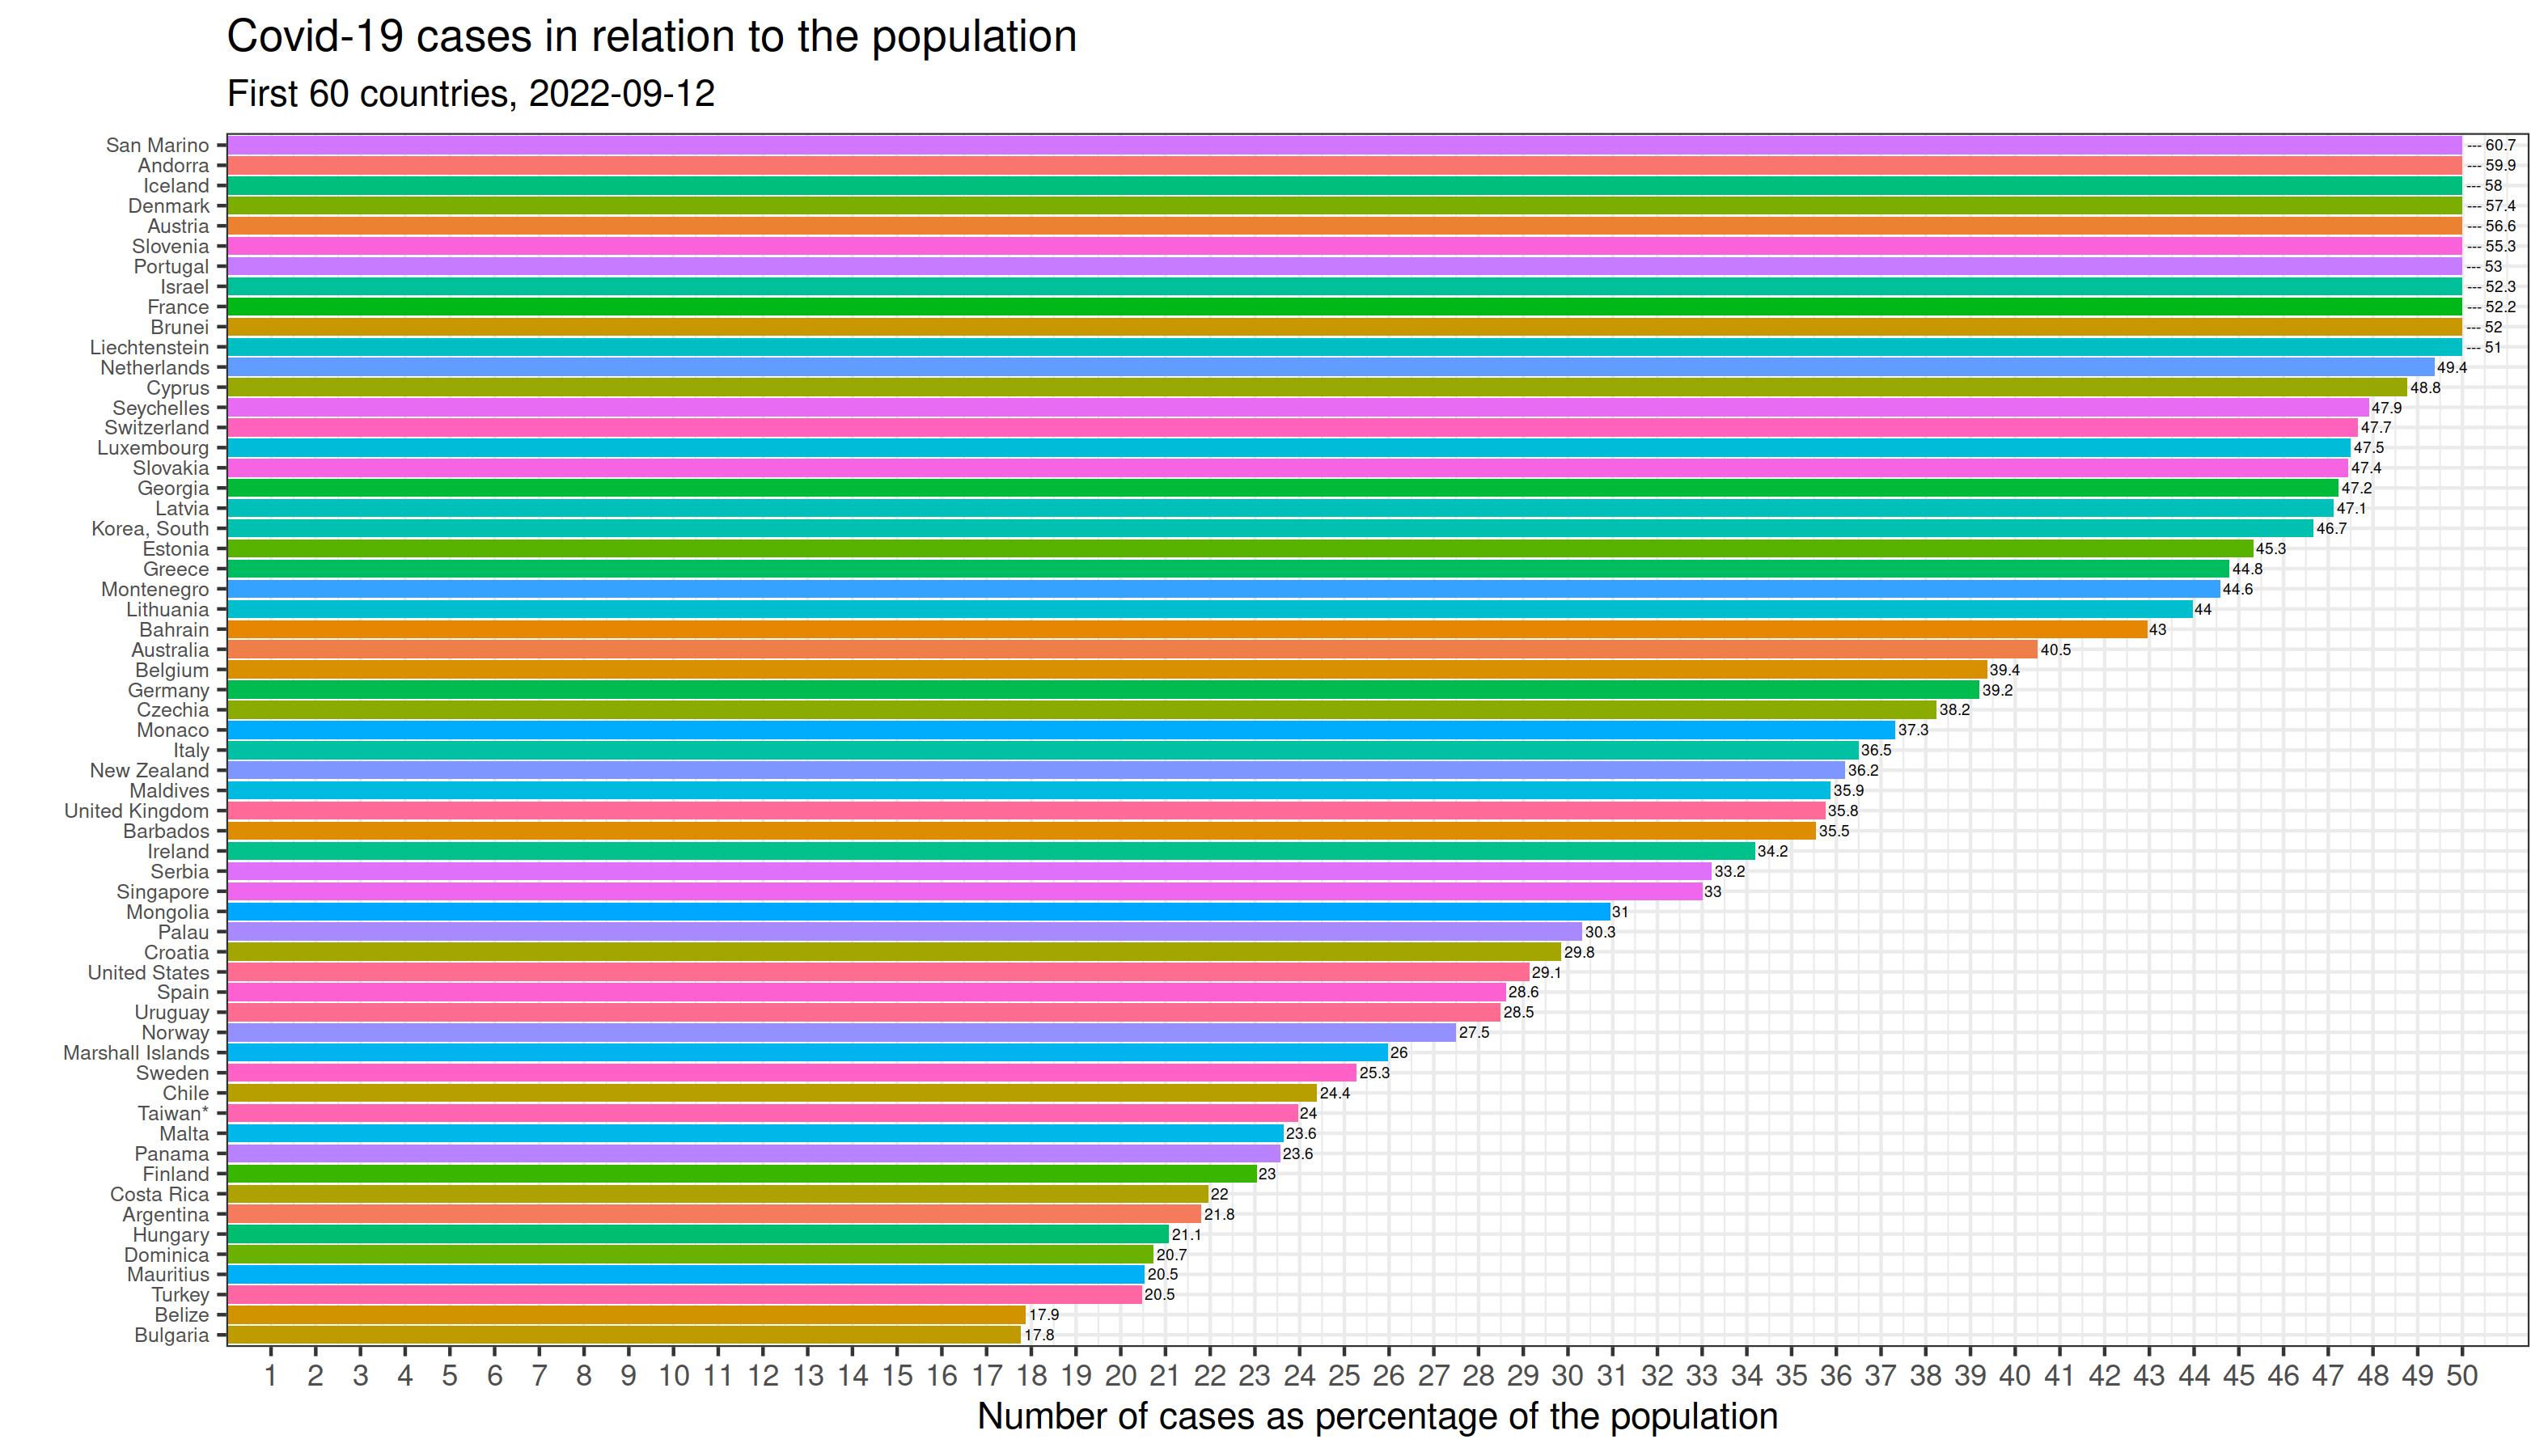 Covid-19 cases in relation to the population
First 60 countries, 2022-09-12
San Marino --- 60.7
Andorra --- 59.9
Iceland --- 58
Denmark --- 57.4
Austria --- 56.6
Slovenia --- 55.3
Portugal --- 53
Israel --- 52.3
France --- 52.2
Brunei --- 52
Liechtenstein --- 51
Netherlands 49.4
Cyprus 48.8
Seychelles 47.9
Switzerland 47.7
Luxembourg 47.5
Slovakia 47.4
Georgia 47.2
Latvia 47.1
Korea, South 46.7
Estonia 45.3
Greece 44.8
Montenegro 44.6
Lithuania 44
Bahrain 43
Australia 40.5
Belgium 39.4
Germany 39.2
Czechia 38.2
Monaco 37.3
Italy 36.5
New Zealand 36.2
Maldives 35.9
United Kingdom 35.8
Barbados 35.5
Ireland 34.2
Serbia 33.2
Singapore 33
Mongolia 31
Palau 30.3
Croatia 29.8
United States 29.1
Spain 28.6
Uruguay 28.5
Norway 27.5
Marshall Islands 26
Sweden 25.3
Chile 24.4
Taiwan* 24
Malta 23.6
Panama 23.6
Finland 23
Costa Rica 22
Argentina 21.8
Hungary 21.1
Dominica 20.7
Mauritius 20.5
Turkey 20.5
Belize 17.9
Bulgaria 17.8
1 2 3 4 5 6 7 8 9 10 11 12 13 14 15 16 17 18 19 20 21 22 23 24 25 26 27 28 29 30 31 32 33 34 35 36 37 38 39 40 41 42 43 44 45 46 47 48 49 50
Number of cases as percentage of the population